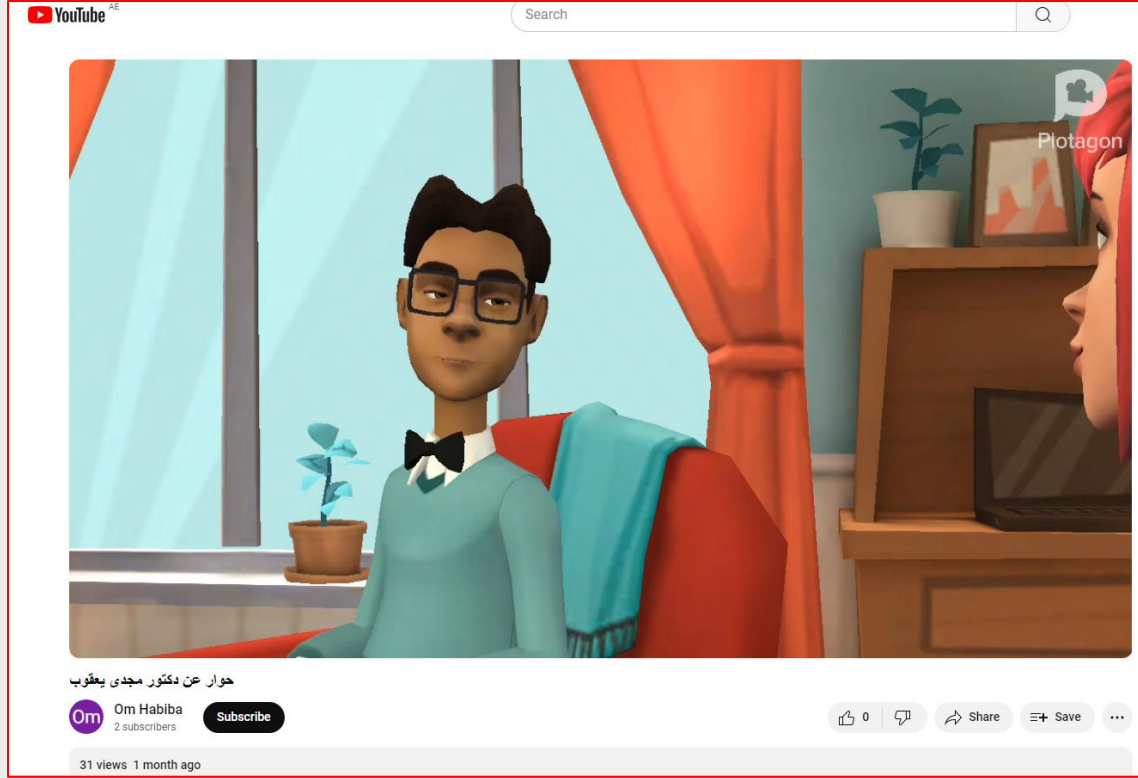 YouTube AE
Search
Plotagon
حوار عن دكتور مجدى يعقوب
Om
Om Habiba
2 subscribers
Subscribe
0
Share
Save
31 views 1 month ago